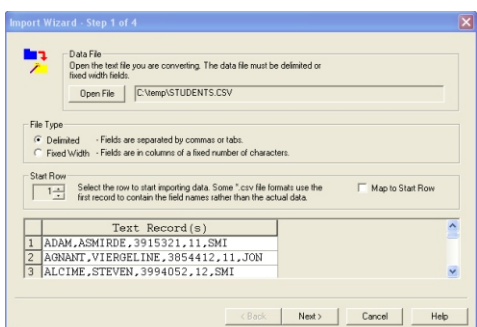 Import Wizard - Step 1 of 4
Data File
Open the text file you are converting. The data file must be delimited or
fixed width fields.
Open File
C:\temp\STUDENTS.CSV
File Type
Delimited - Fields are separated by commas or tabs.
Fixed Width - Fields are in columns of a fixed number of characters.
Start Row
1
Select the row to start importing data. Some *.csv file formats use the
first record to contain the field names rather than the actual data.
Map to Start Row
Text Record(s)
1 ADAM,ASMIRDE,3915321,11,SMI
2 AGNANT,VIERGELINE,3854412,11,JON
3 ALCIME,STEVEN,3994052,12,SMI
< Back
Next >
Cancel
Help